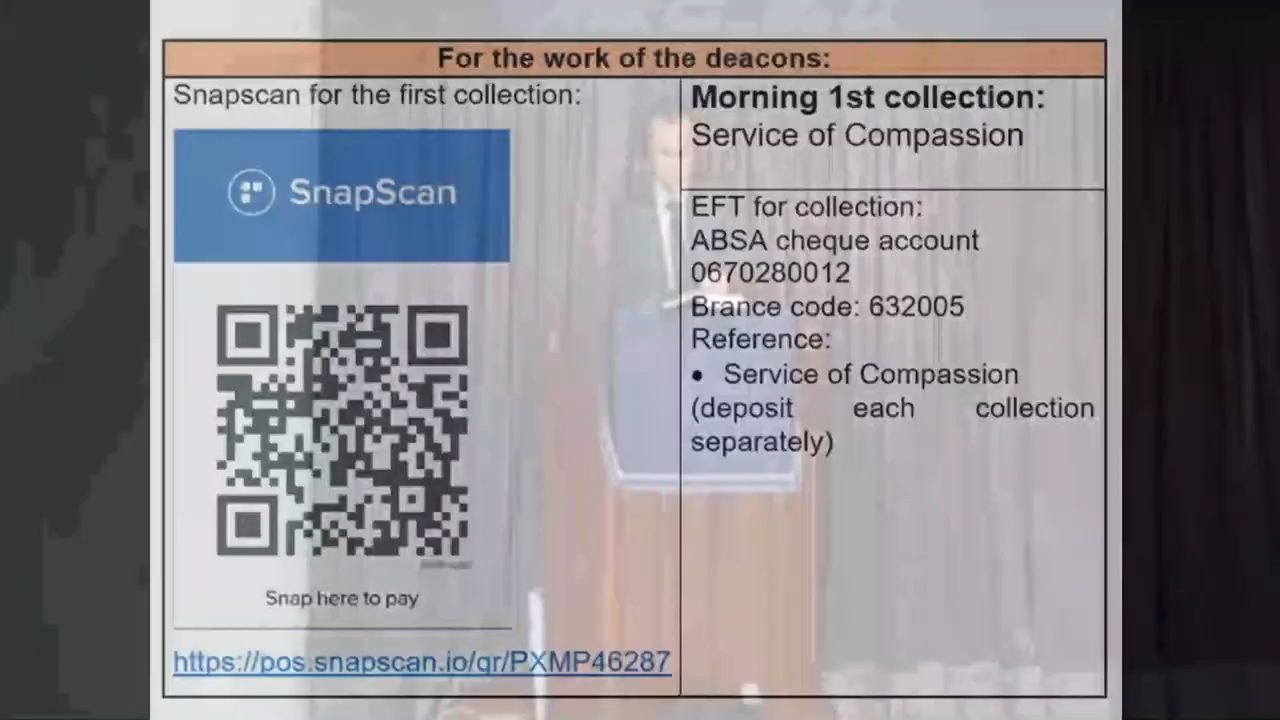 For the work of the deacons:
Snapscan for the first collection:
SnapScan
Snap here to pay
https://pos.snapscan.io/qr/PXMP46287
Morning 1st collection:
Service of Compassion
EFT for collection:
ABSA cheque account
0670280012
Brance code: 632005
Reference:
• Service of Compassion
(deposit each collection
separately)